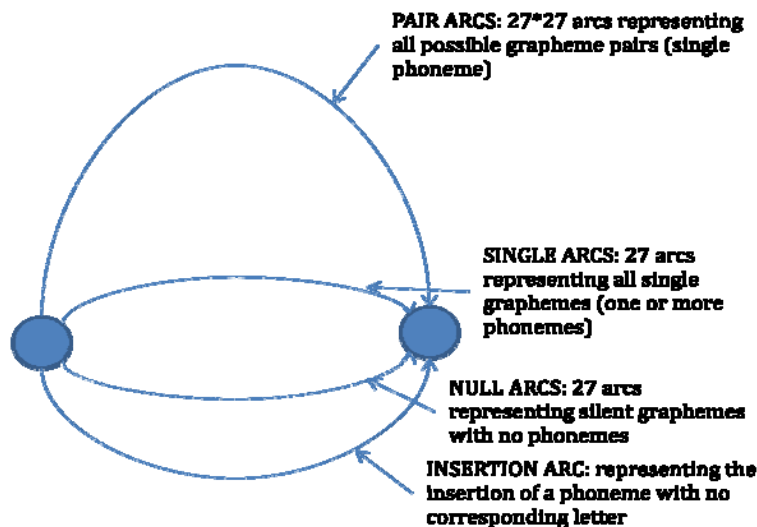 PAIR ARCS: 27*27 arcs representing
all possible grapheme pairs (single
phoneme)
SINGLE ARCS: 27 arcs
representing all single
graphemes (one or more
phonemes)
NULL ARCS: 27 arcs
representing silent graphemes
with no phonemes
INSERTION ARC: representing the
insertion of a phoneme with no
corresponding letter